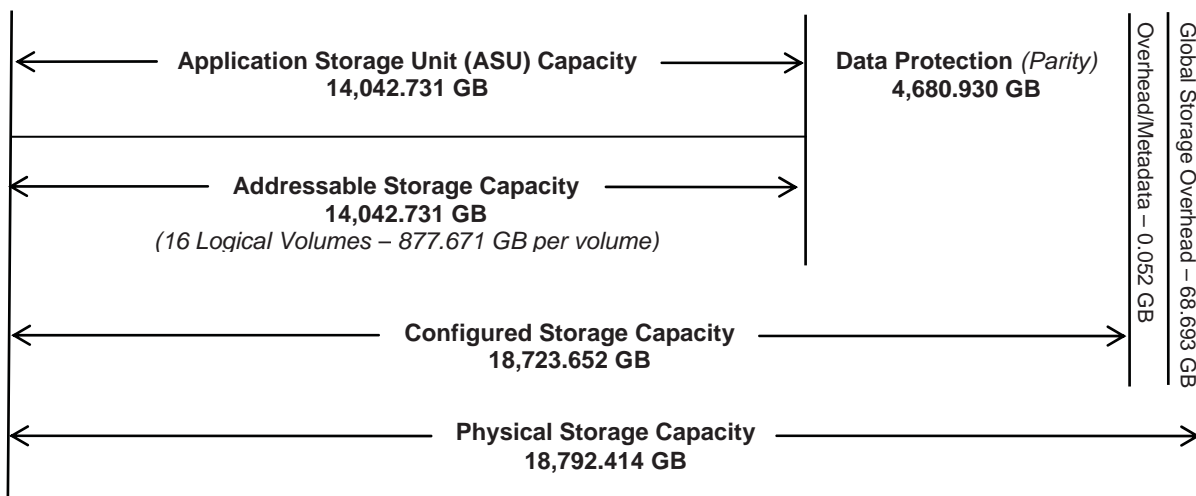 Application Storage Unit (ASU) Capacity
14,042.731 GB
Data Protection (Parity)
4,680.930 GB
Overhead/Metadata – 0.052 GB
Global Storage Overhead – 68.693 GB
Addressable Storage Capacity
14,042.731 GB
(16 Logical Volumes – 877.671 GB per volume)
Configured Storage Capacity
18,723.652 GB
Physical Storage Capacity
18,792.414 GB